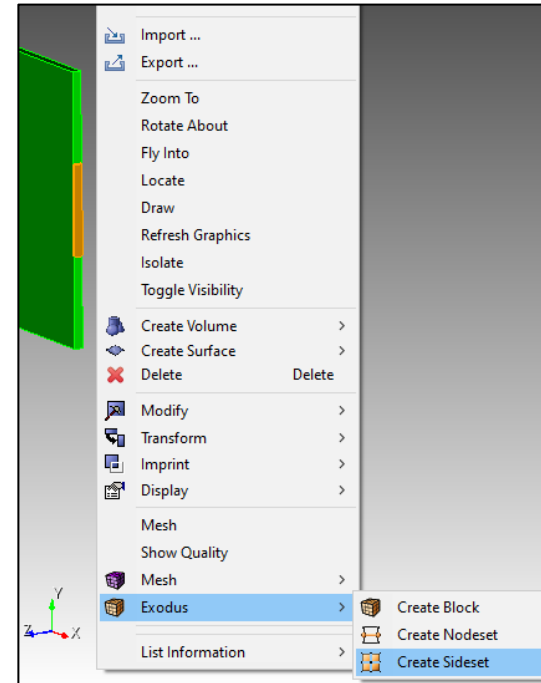 Import ...
Export ...
Zoom To
Rotate About
Fly Into
Locate
Draw
Refresh Graphics
Isolate
Toggle Visibility
Create Volume
Create Surface
Delete Delete
Modify
Transform
Imprint
Display
Mesh
Show Quality
Mesh
Exodus
Create Block
Create Nodeset
List Information
Create Sideset
Y
Z X